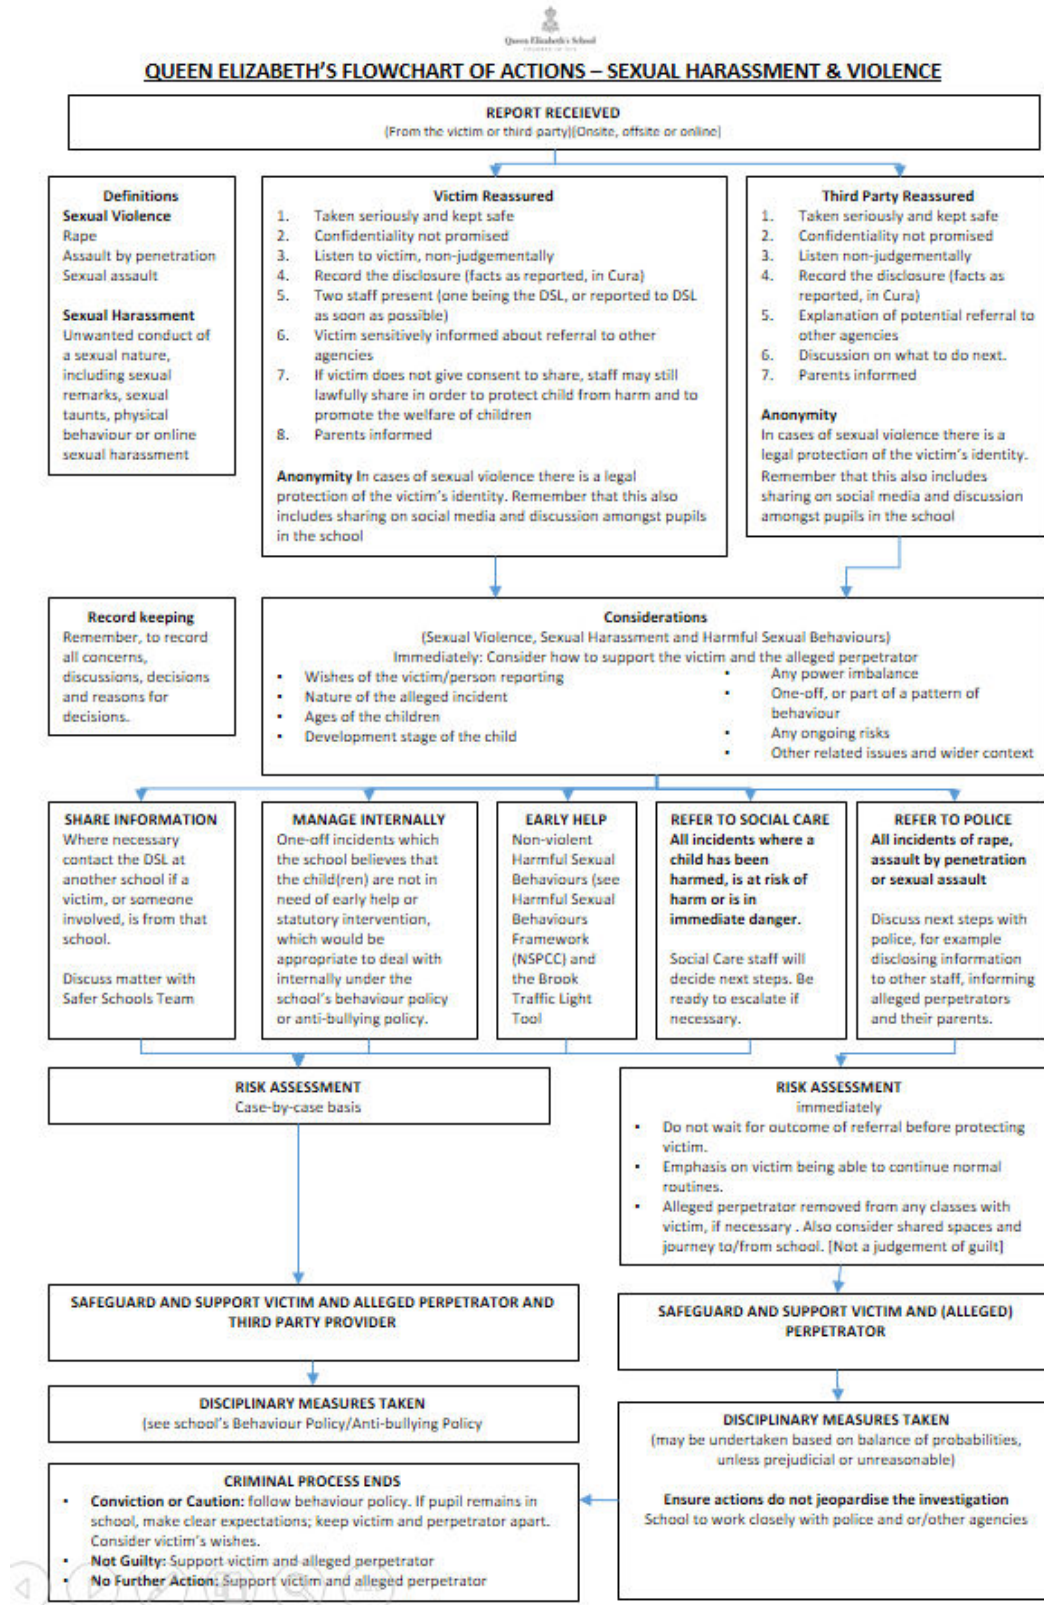 Queen Elizabeth's School
QUEEN ELIZABETH'S FLOWCHART OF ACTIONS – SEXUAL HARASSMENT & VIOLENCE
REPORT RECEIEVED
(From the victim or third party)(Onsite, offsite or online)
Definitions
Sexual Violence
Rape
Assault by penetration
Sexual assault
Sexual Harassment
Unwanted conduct of
a sexual nature,
including sexual
remarks, sexual
taunts, physical
behaviour or online
sexual harassment
Victim Reassured
1. Taken seriously and kept safe
2. Confidentiality not promised
3. Listen to victim, non-judgementally
4. Record the disclosure (facts as reported, in Cura)
5. Two staff present (one being the DSL, or reported to DSL
as soon as possible)
6. Victim sensitively informed about referral to other
agencies
7. If victim does not give consent to share, staff may still
lawfully share in order to protect child from harm and to
promote the welfare of children
8. Parents informed
Anonymity In cases of sexual violence there is a legal
protection of the victim's identity. Remember that this also
includes sharing on social media and discussion amongst pupils
in the school
Third Party Reassured
1. Taken seriously and kept safe
2. Confidentiality not promised
3. Listen non-judgementally
4. Record the disclosure (facts as
reported, in Cura)
5. Explanation of potential referral to
other agencies
6. Discussion on what to do next.
7. Parents informed
Anonymity
In cases of sexual violence there is a
legal protection of the victim's identity.
Remember that this also includes
sharing on social media and discussion
amongst pupils in the school
Record keeping
Remember, to record
all concerns,
discussions, decisions
and reasons for
decisions.
Considerations
(Sexual Violence, Sexual Harassment and Harmful Sexual Behaviours)
Immediately: Consider how to support the victim and the alleged perpetrator
▪ Wishes of the victim/person reporting
▪ Nature of the alleged incident
▪ Ages of the children
▪ Development stage of the child
▪ Any power imbalance
▪ One-off, or part of a pattern of
behaviour
▪ Any ongoing risks
▪ Other related issues and wider context
SHARE INFORMATION
Where necessary
contact the DSL at
another school if a
victim, or someone
involved, is from that
school.
Discuss matter with
Safer Schools Team
MANAGE INTERNALLY
One-off incidents which
the school believes that
the child(ren) are not in
need of early help or
statutory intervention,
which would be
appropriate to deal with
internally under the
school's behaviour policy
or anti-bullying policy.
EARLY HELP
Non-violent
Harmful Sexual
Behaviours (see
Harmful Sexual
Behaviours
Framework
(NSPCC) and
the Brook
Traffic Light
Tool
REFER TO SOCIAL CARE
All incidents where a
child has been
harmed, is at risk of
harm or is in
immediate danger.
Social Care staff will
decide next steps. Be
ready to escalate if
necessary.
REFER TO POLICE
All incidents of rape,
assault by penetration
or sexual assault
Discuss next steps with
police, for example
disclosing information
to other staff, informing
alleged perpetrators
and their parents.
RISK ASSESSMENT
Case-by-case basis
RISK ASSESSMENT
immediately
▪ Do not wait for outcome of referral before protecting
victim.
▪ Emphasis on victim being able to continue normal
routines.
▪ Alleged perpetrator removed from any classes with
victim, if necessary . Also consider shared spaces and
journey to/from school. [Not a judgement of guilt]
SAFEGUARD AND SUPPORT VICTIM AND ALLEGED PERPETRATOR AND
THIRD PARTY PROVIDER
SAFEGUARD AND SUPPORT VICTIM AND (ALLEGED)
PERPETRATOR
DISCIPLINARY MEASURES TAKEN
(see school's Behaviour Policy/Anti-bullying Policy
DISCIPLINARY MEASURES TAKEN
(may be undertaken based on balance of probabilities,
unless prejudicial or unreasonable)
Ensure actions do not jeopardise the investigation
School to work closely with police and or/other agencies
CRIMINAL PROCESS ENDS
▪ Conviction or Caution: follow behaviour policy. If pupil remains in
school, make clear expectations; keep victim and perpetrator apart.
Consider victim's wishes.
▪ Not Guilty: Support victim and alleged perpetrator
▪ No Further Action: Support victim and alleged perpetrator